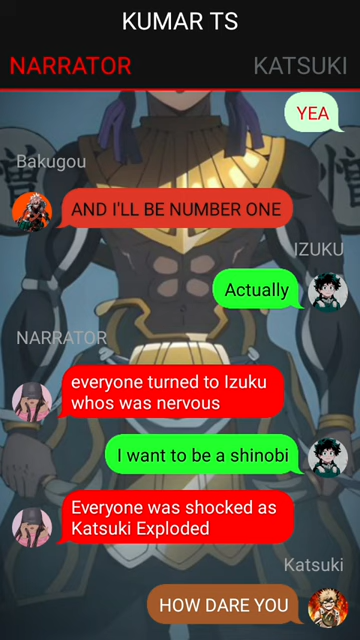 KUMAR TS
NARRATOR
KATSUKI
YEA
Bakugou
AND I'LL BE NUMBER ONE
IZUKU
Actually
NARRATOR
everyone turned to Izuku
whos was nervous
I want to be a shinobi
Everyone was shocked as
Katsuki Exploded
Katsuki
HOW DARE YOU